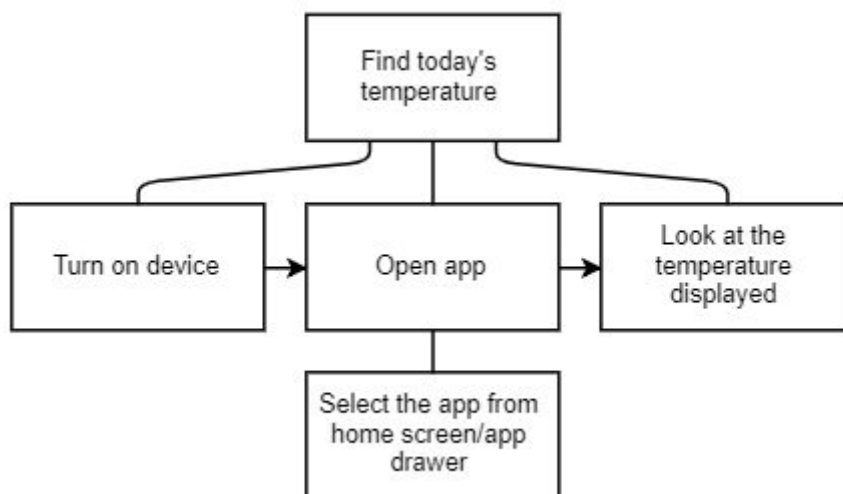 Find today's
temperature
Turn on device
Open app
Look at the
temperature
displayed
Select the app from
home screen/app
drawer